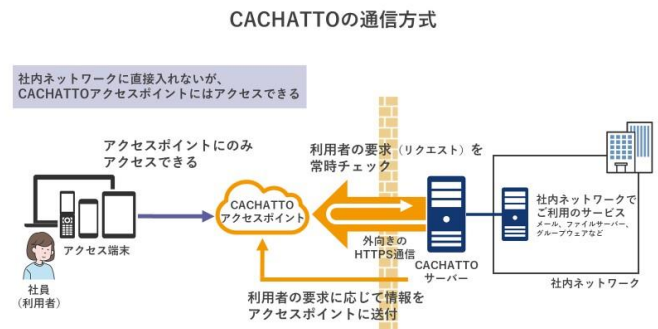 CACHATTOの通信方式
社内ネットワークに直接入れないが、
CACHATTOアクセスポイントにはアクセスできる
アクセスポイントにのみ
アクセスできる
利用者の要求（リクエスト）を
常時チェック
CACHATTO
アクセスポイント
アクセス端末
社員
（利用者）
外向きの
HTTPS通信
CACHATTO
サーバー
社内ネットワークで
ご利用のサービス
メール、ファイルサーバー、
グループウェアなど
社内ネットワーク
利用者の要求に応じて情報を
アクセスポイントに送付